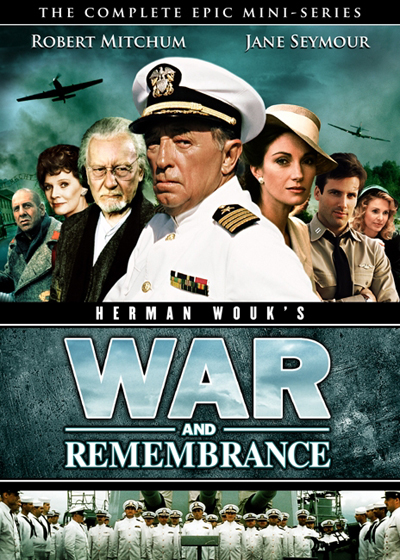 THE COMPLETE EPIC MINI-SERIES
ROBERT MITCHUM JANE SEYMOUR
HERMAN WOUK'S
WAR
AND
REMEMBRANCE